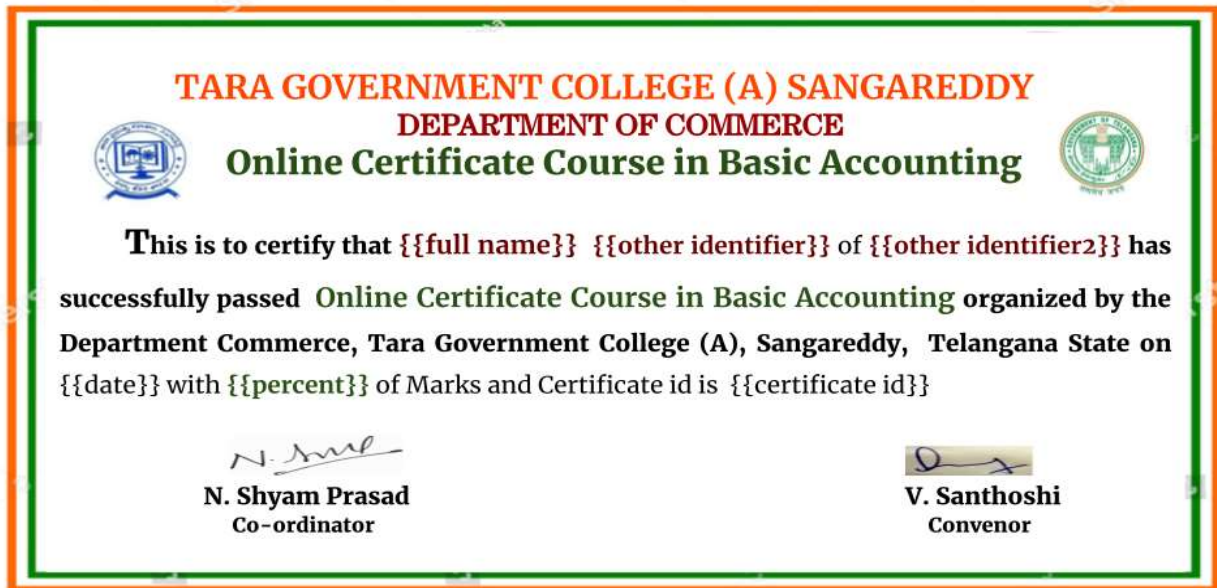 TARA GOVERNMENT COLLEGE (A) SANGAREDDY
DEPARTMENT OF COMMERCE
Online Certificate Course in Basic Accounting
This is to certify that {{full name}} {{other identifier}} of {{other identifier2}} has
successfully passed Online Certificate Course in Basic Accounting organized by the
Department Commerce, Tara Government College (A), Sangareddy, Telangana State on
{{date}} with {{percent}} of Marks and Certificate id is {{certificate id}}
N. Shyam Prasad
Co-ordinator
V. Santhoshi
Convenor